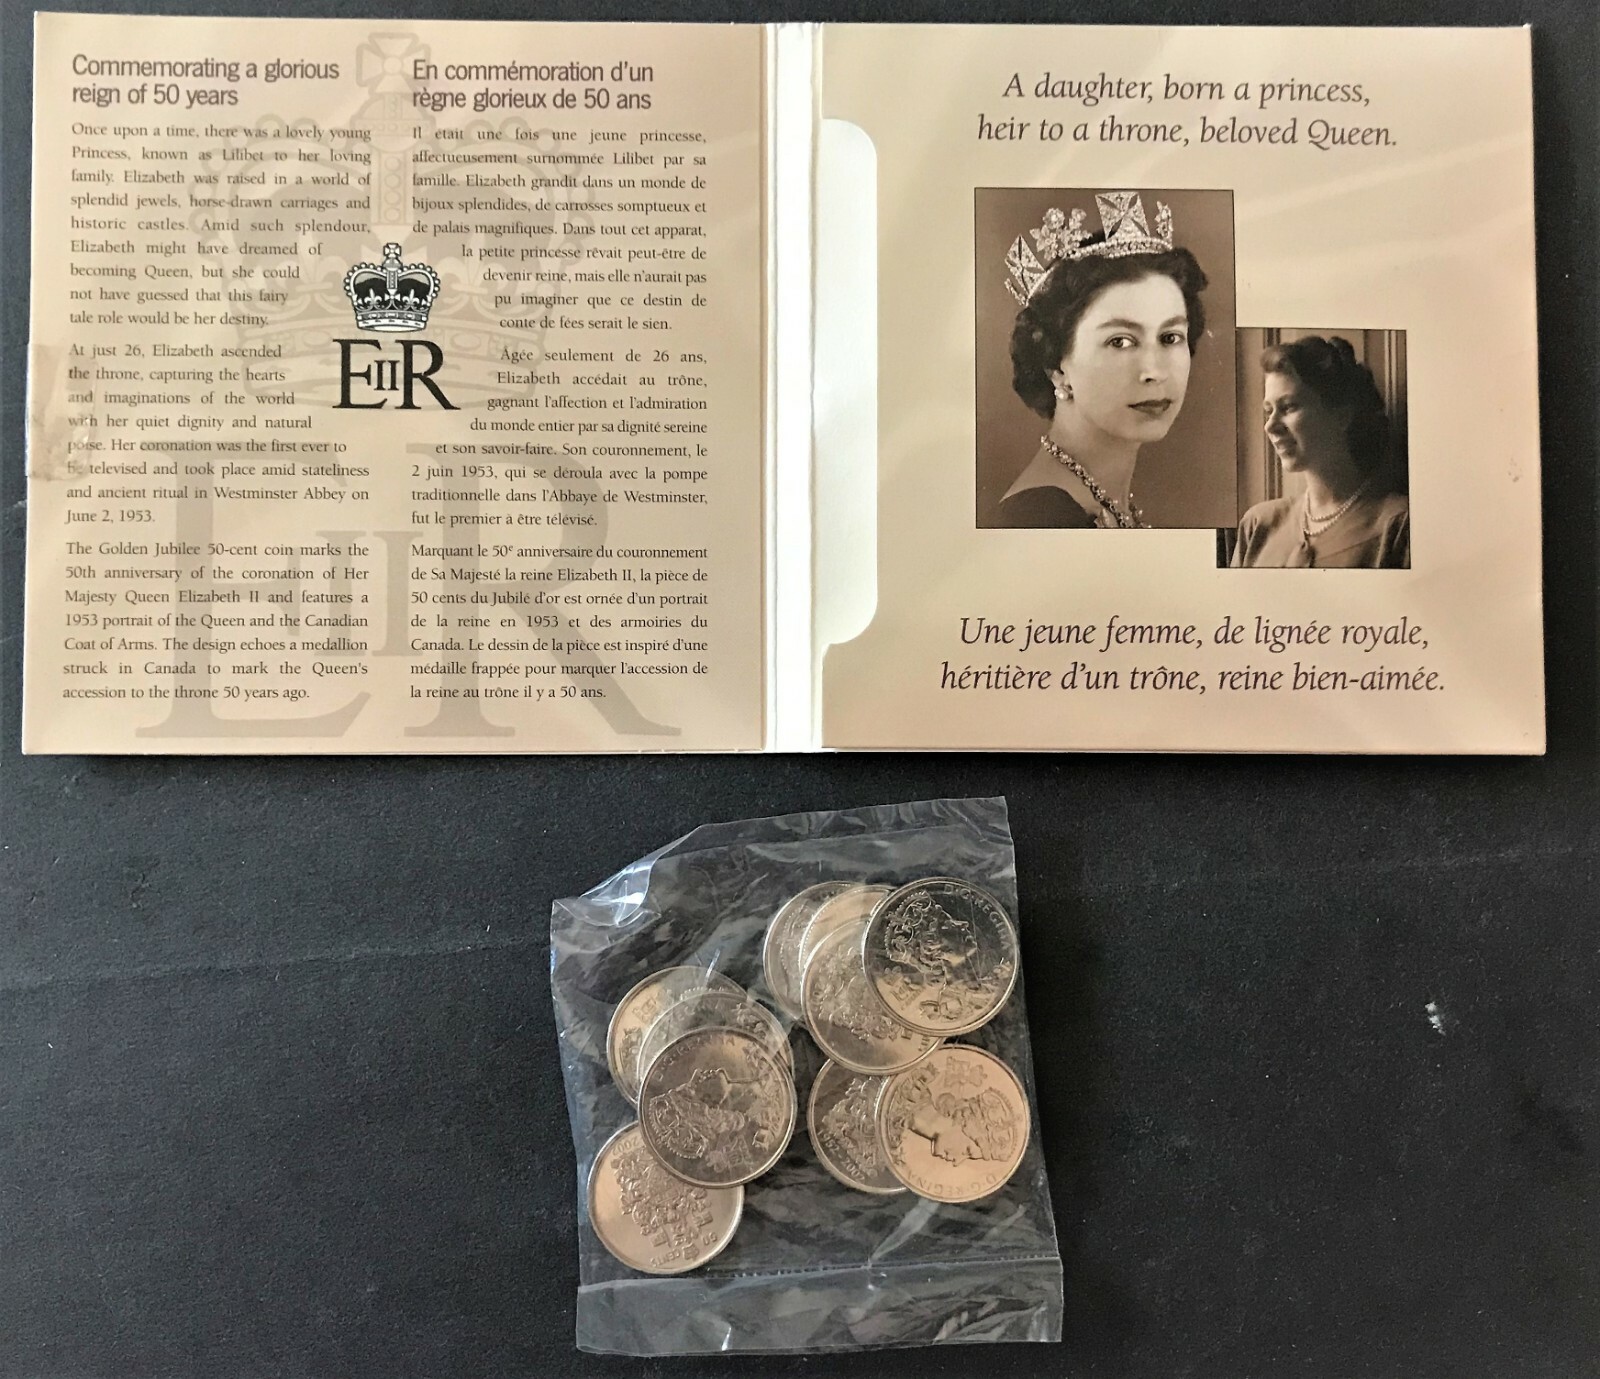 Commemorating a glorious
reign of 50 years
Once upon a time, there was a lovely young
Princess, known as Lilibet to her loving
family. Elizabeth was raised in a world of
splendid jewels, horse-drawn carriages and
historic castles. Amid such splendour,
Elizabeth might have dreamed of
becoming Queen, but she could
not have guessed that this fairy
tale role would be her destiny.
At just 26, Elizabeth ascended
the throne, capturing the hearts
and imaginations of the world
with her quiet dignity and natural
poise. Her coronation was the first ever to
be televised and took place amid stateliness
and ancient ritual in Westminster Abbey on
June 2, 1953.
The Golden Jubilee 50-cent coin marks the
50th anniversary of the coronation of Her
Majesty Queen Elizabeth II and features a
1953 portrait of the Queen and the Canadian
Coat of Arms. The design echoes a medallion
struck in Canada to mark the Queen's
accession to the throne 50 years ago.
EIIR
En commémoration d'un
règne glorieux de 50 ans
Il était une fois une jeune princesse,
affectueusement surnommée Lilibet par sa
famille. Elizabeth grandit dans un monde de
bijoux splendides, de carrosses somptueux et
de palais magnifiques. Dans tout cet apparat,
la petite princesse rêvait peut-être de
devenir reine, mais elle n'aurait pas
pu imaginer que ce destin de
conte de fées serait le sien.
Âgée seulement de 26 ans,
Elizabeth accédait au trône,
gagnant l'affection et l'admiration
du monde entier par sa dignité sereine
et son savoir-faire. Son couronnement, le
2 juin 1953, qui se déroula avec la pompe
traditionnelle dans l'Abbaye de Westminster,
fut le premier à être télévisé.
Marquant le 50e anniversaire du couronnement
de Sa Majesté la reine Elizabeth II, la pièce de
50 cents du Jubilé d'or est ornée d'un portrait
de la reine en 1953 et des armoiries du
Canada. Le dessin de la pièce est inspiré d'une
médaille frappée pour marquer l'accession de
la reine au trône il y a 50 ans.
A daughter, born a princess,
heir to a throne, beloved Queen.
Une jeune femme, de lignée royale,
héritière d'un trône, reine bien-aimée.
D·G·REGINA
D·G·REGINA
1952-2002
D·G·REGINA
2002
50 CENTS